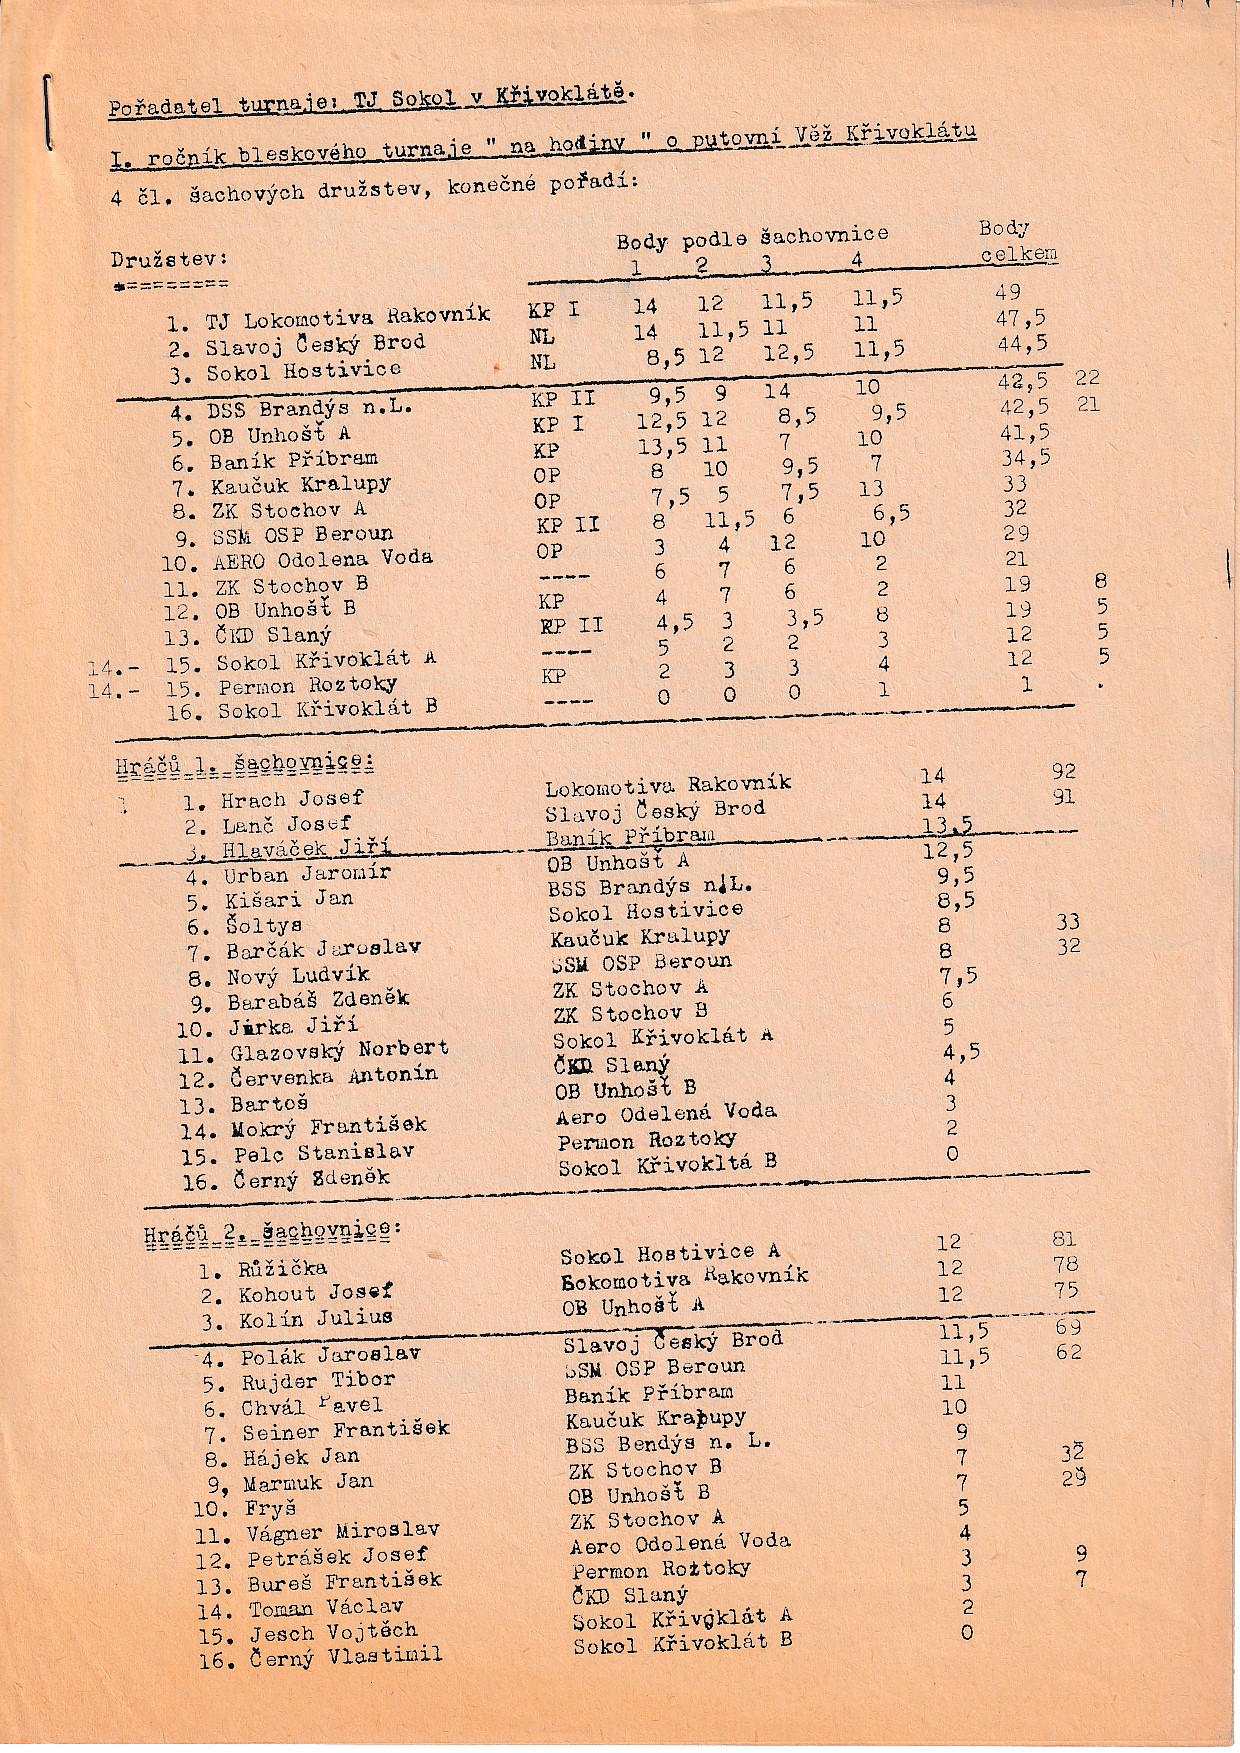 Pořadatel turnaje: TJ Sokol v Křivoklátě.
I. ročník bleskového turnaje " na hodiny " o putovní Věž Křivoklátu
4 čl. šachových družstev, konečné pořadí:
Družstev: Body podle šachovnice Body
1 2 3 4 celkem
1. TJ Lokomotiva Rakovník KP I 14 12 11,5 11,5 49
2. Slavoj Český Brod NL 14 11,5 11 11 47,5
3. Sokol Hostivice NL 8,5 12 12,5 11,5 44,5
4. DSS Brandýs n.L. KP II 9,5 9 14 10 42,5 22
5. OB Unhošť A KP I 12,5 12 8,5 9,5 42,5 21
6. Baník Příbram KP 13,5 11 7 10 41,5
7. Kaučuk Kralupy OP 8 10 9,5 7 34,5
8. ZK Stochov A OP 7,5 5 7,5 13 33
9. SSM OSP Beroun KP II 8 11,5 6 6,5 32
10. AERO Odolena Voda OP 3 4 12 10 29
11. ZK Stochov B ---- 6 7 6 2 21
12. OB Unhošť B KP 4 7 6 2 19 8
13. ČKD Slaný KP II 4,5 3 3,5 8 19 5
14.- 15. Sokol Křivoklát A ---- 5 2 2 3 12 5
14.- 15. Permon Roztoky KP 2 3 3 4 12 5
16. Sokol Křivoklát B ---- 0 0 0 1 1 .
Hráčů 1. šachovnice:
1. Hrach Josef Lokomotiva Rakovník 14 92
2. Lanč Josef Slavoj Český Brod 14 91
3. Hlaváček Jiří Baník Příbram 13,5
4. Urban Jaromír OB Unhošť A 12,5
5. Kišari Jan BSS Brandýs n.L. 9,5
6. Šoltys Sokol Hostivice 8,5
7. Barčák Jaroslav Kaučuk Kralupy 8 33
8. Nový Ludvík SSM OSP Beroun 8 32
9. Barabáš Zdeněk ZK Stochov A 7,5
10. Jirka Jiří ZK Stochov B 6
11. Glazovský Norbert Sokol Křivoklát A 5
12. Červenka Antonín ČKD Slaný 4,5
13. Bartoš OB Unhošť B 4
14. Mokrý František Aero Odelená Voda 3
15. Pelc Stanislav Permon Roztoky 2
16. Černý Zdeněk Sokol Křivokltá B 0
Hráčů 2. šachovnice:
1. Růžička Sokol Hostivice A 12 81
2. Kohout Josef Lokomotiva Rakovník 12 78
3. Kolín Julius OB Unhošť A 12 75
4. Polák Jaroslav Slavoj Český Brod 11,5 69
5. Rujder Tibor SSM OSP Beroun 11,5 62
6. Chvál Pavel Baník Příbram 11
7. Seiner František Kaučuk Kralupy 10
8. Hájek Jan BSS Bendýs n. L. 9
9, Marmuk Jan ZK Stochov B 7 32
10. Fryš OB Unhošť B 7 29
11. Vágner Miroslav ZK Stochov A 5
12. Petrášek Josef Aero Odolená Voda 4
13. Bureš František Permon Roztoky 3 9
14. Toman Václav ČKD Slaný 3 7
15. Jesch Vojtěch Sokol Křivoklát A 2
16. Černý Vlastimil Sokol Křivoklát B 0